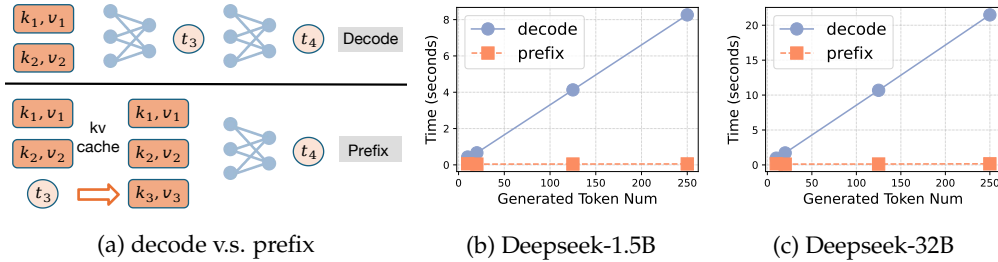 k₁, v₁
k₂, v₂
t₃
t₄
Decode
k₁, v₁
k₂, v₂
t₃
kv
cache
k₁, v₁
k₂, v₂
k₃, v₃
t₄
Prefix
(a) decode v.s. prefix
Time (seconds)
8
6
4
2
0
decode
prefix
0 50 100 150 200 250
Generated Token Num
(b) Deepseek-1.5B
Time (seconds)
20
15
10
5
0
decode
prefix
0 50 100 150 200 250
Generated Token Num
(c) Deepseek-32B